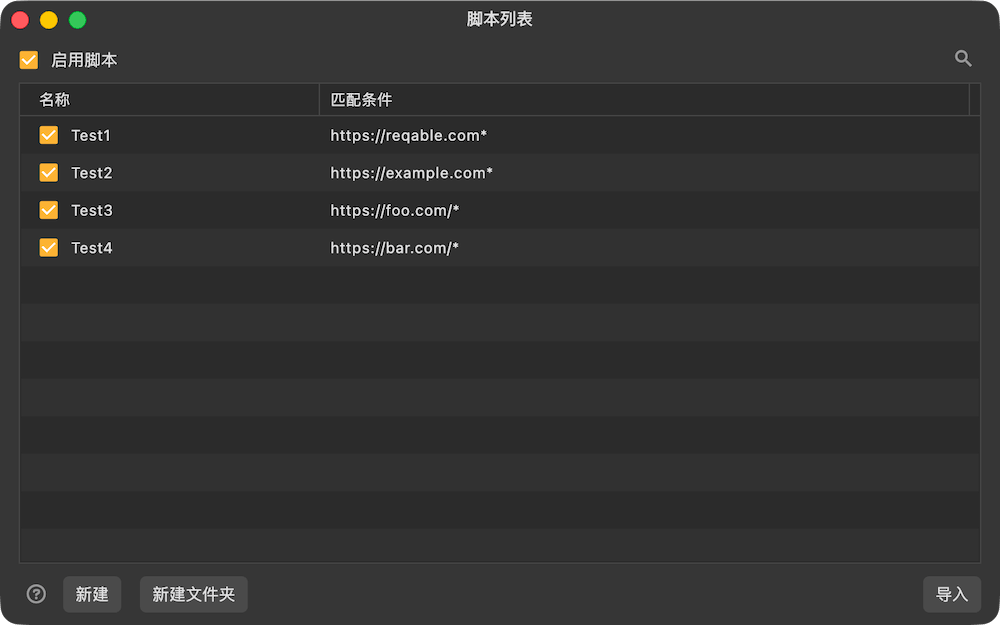 脚本列表
启用脚本
名称 匹配条件
Test1 https://reqable.com*
Test2 https://example.com*
Test3 https://foo.com/*
Test4 https://bar.com/*
? 新建 新建文件夹 导入